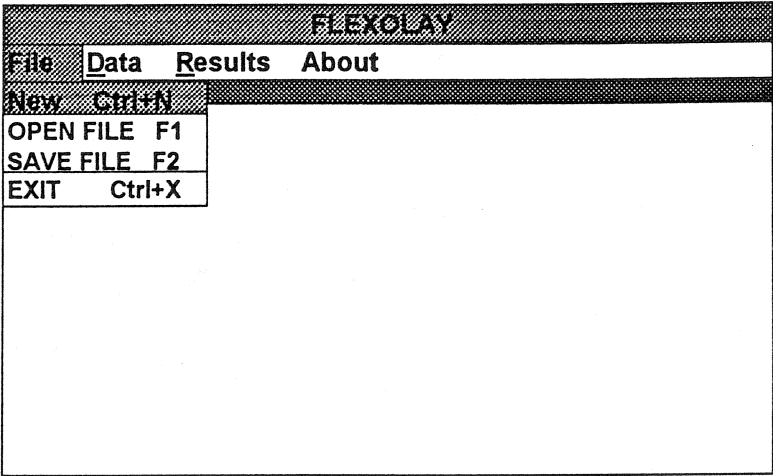 FLEXOLAY
File Data Results About
New Ctrl+N
OPEN FILE F1
SAVE FILE F2
EXIT Ctrl+X